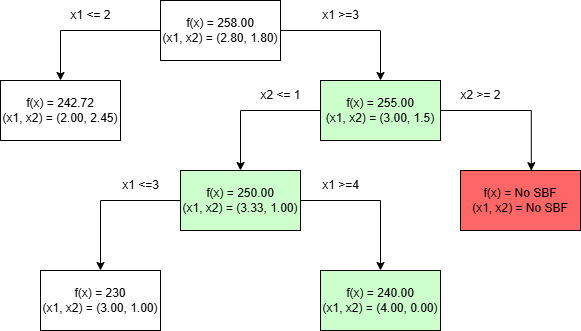 x1 <= 2
x1 >=3
f(x) = 258.00
(x1, x2) = (2.80, 1.80)
f(x) = 242.72
(x1, x2) = (2.00, 2.45)
x2 <= 1
f(x) = 255.00
(x1, x2) = (3.00, 1.5)
x2 >= 2
x1 <=3
f(x) = 250.00
(x1, x2) = (3.33, 1.00)
x1 >=4
f(x) = No SBF
(x1, x2) = No SBF
f(x) = 230
(x1, x2) = (3.00, 1.00)
f(x) = 240.00
(x1, x2) = (4.00, 0.00)